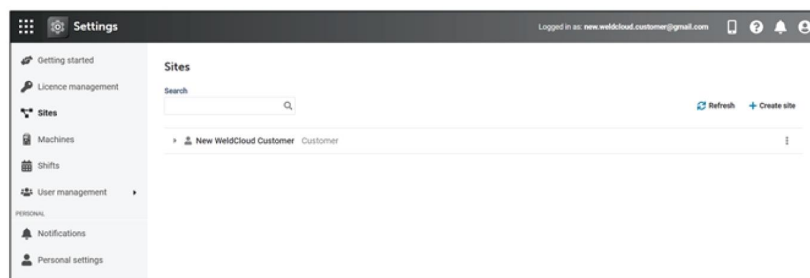 Settings
Logged in as: new.weldcloud.customer@gmail.com
Getting started
Licence management
Sites
Machines
Shifts
User management
PERSONAL
Notifications
Personal settings
Sites
Search
Refresh
Create site
New WeldCloud Customer Customer